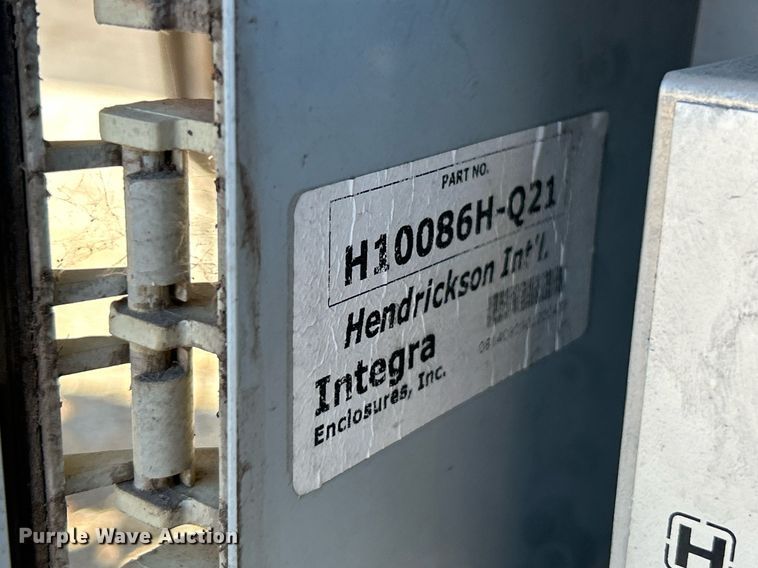 PART NO.
H10086H-Q21
Hendrickson Int'l.
Integra
Enclosures, Inc.
H
Purple Wave Auction